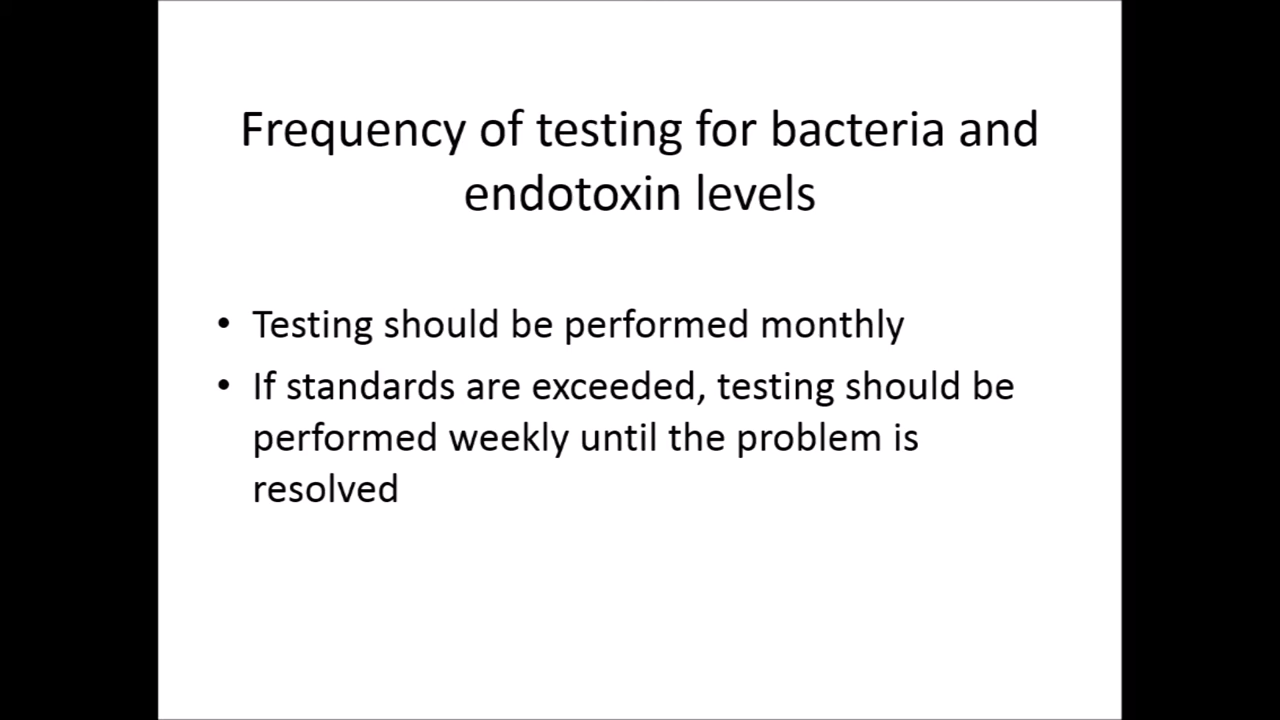 Frequency of testing for bacteria and
endotoxin levels
• Testing should be performed monthly
• If standards are exceeded, testing should be
performed weekly until the problem is
resolved